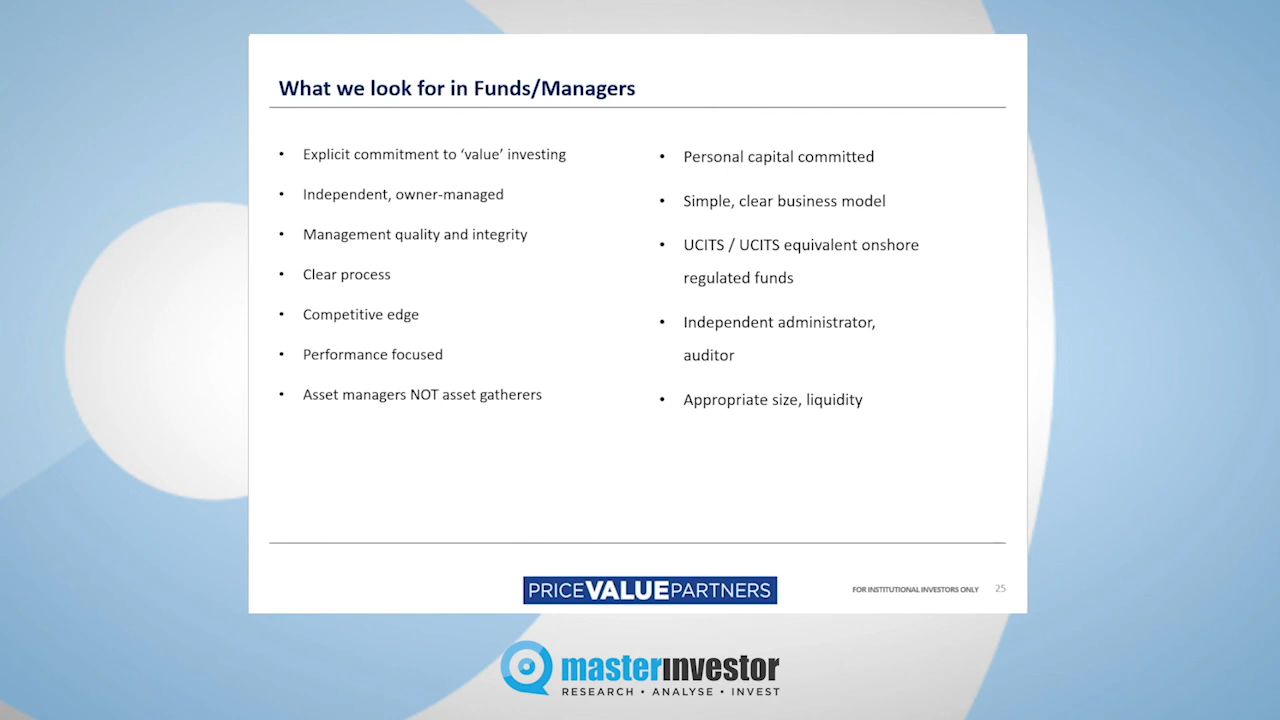 What we look for in Funds/Managers
• Explicit commitment to ‘value’ investing
• Independent, owner-managed
• Management quality and integrity
• Clear process
• Competitive edge
• Performance focused
• Asset managers NOT asset gatherers
• Personal capital committed
• Simple, clear business model
• UCITS / UCITS equivalent onshore
regulated funds
• Independent administrator,
auditor
• Appropriate size, liquidity
PRICEVALUEPARTNERS
FOR INSTITUTIONAL INVESTORS ONLY 25
masterinvestor
RESEARCH • ANALYSE • INVEST